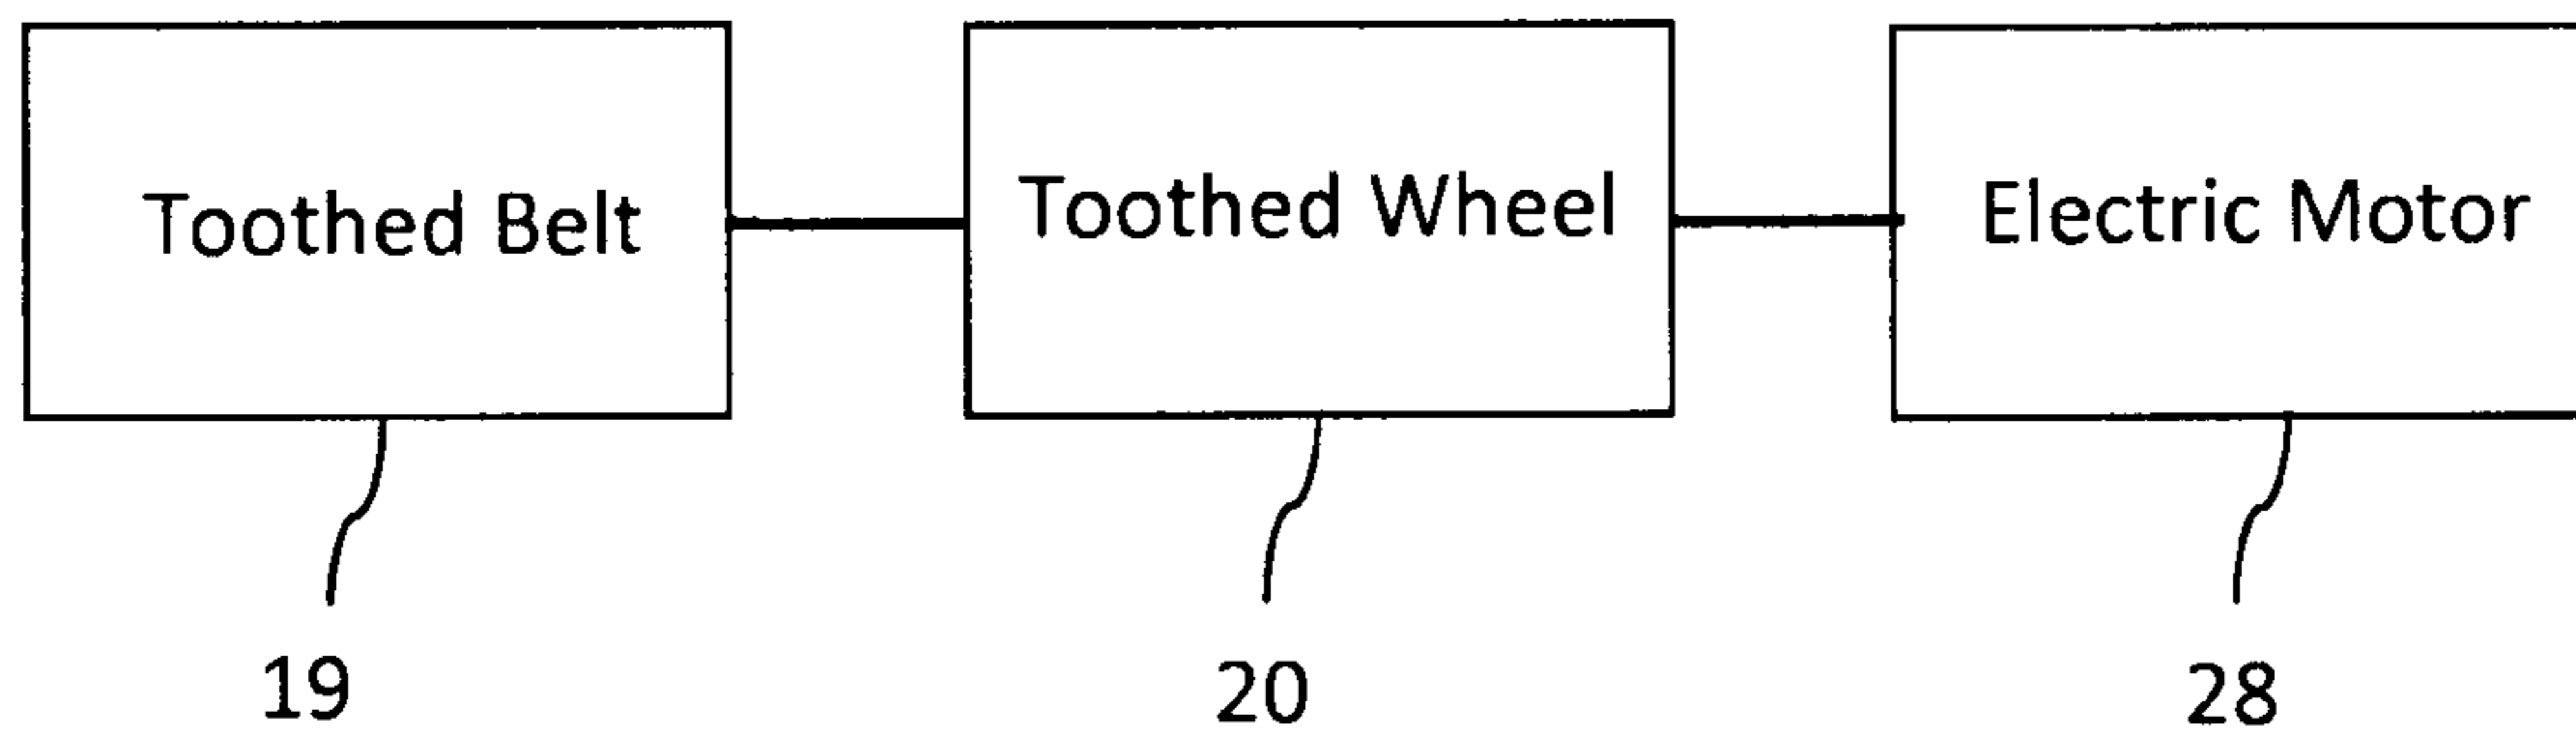 Toothed Belt
Toothed Wheel
Electric Motor
19
20
28